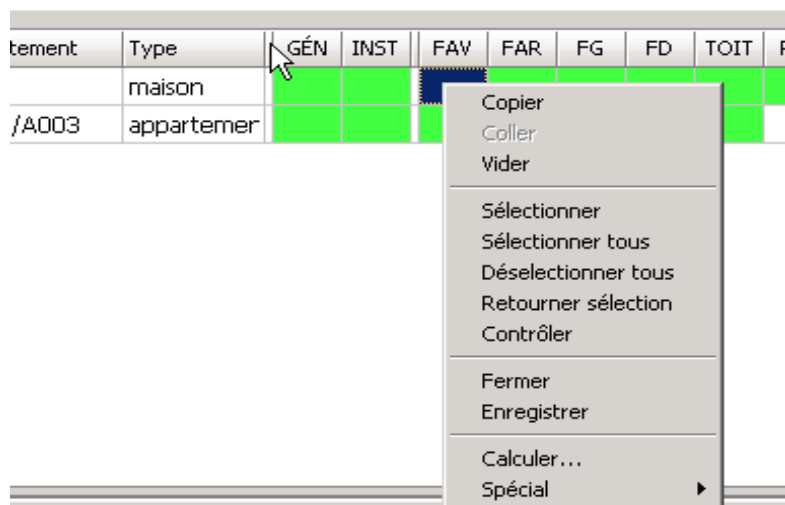 tement Type GÉN INST FAV FAR FG FD TOIT
maison
/A003 appartemen
Copier
Coller
Vider
Sélectionner
Sélectionner tous
Déselectionner tous
Retourner sélection
Contrôler
Fermer
Enregistrer
Calculer...
Spécial